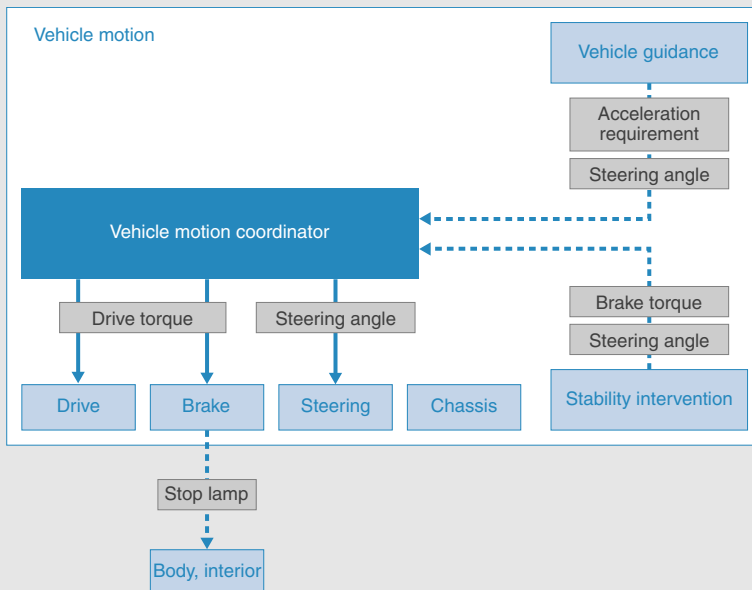 Vehicle motion
Vehicle guidance
Acceleration
requirement
Steering angle
Vehicle motion coordinator
Drive torque
Steering angle
Brake torque
Steering angle
Drive
Brake
Steering
Chassis
Stability intervention
Stop lamp
Body, interior